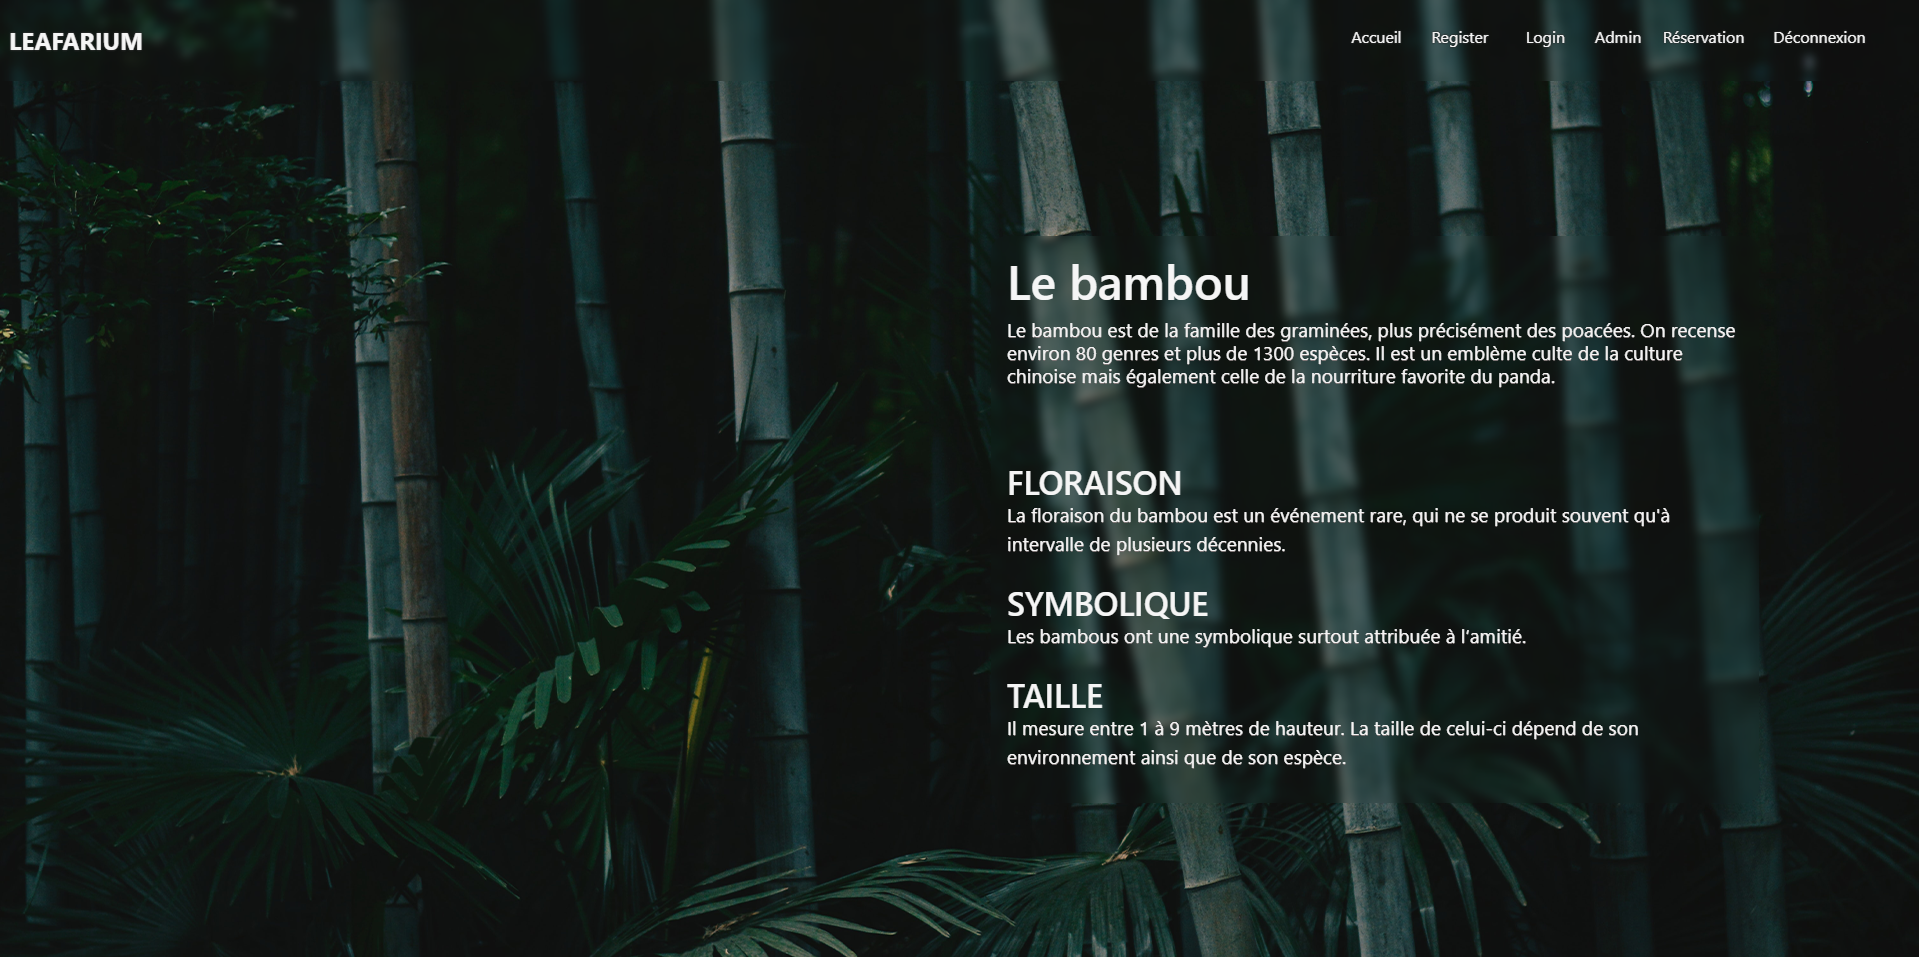 LEAFARIUM
Accueil Register Login Admin Réservation Déconnexion
Le bambou
Le bambou est de la famille des graminées, plus précisément des poacées. On recense
environ 80 genres et plus de 1300 espèces. Il est un emblème culte de la culture
chinoise mais également celle de la nourriture favorite du panda.
FLORAISON
La floraison du bambou est un événement rare, qui ne se produit souvent qu'à
intervalle de plusieurs décennies.
SYMBOLIQUE
Les bambous ont une symbolique surtout attribuée à l’amitié.
TAILLE
Il mesure entre 1 à 9 mètres de hauteur. La taille de celui-ci dépend de son
environnement ainsi que de son espèce.